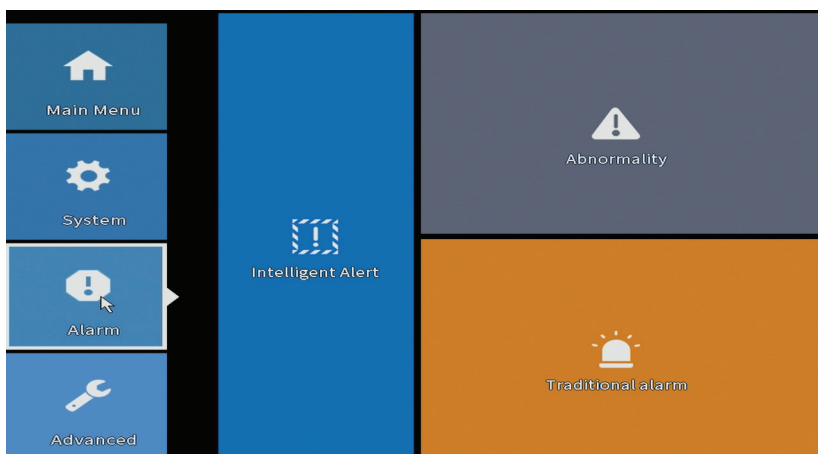 Main Menu
System
Alarm
Advanced
Intelligent Alert
Abnormality
Traditional alarm